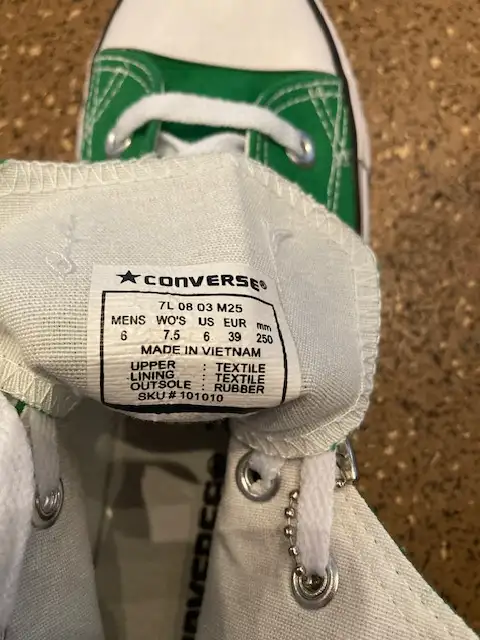 ★CONVERSE®
7L 08 03 M25
MENS WO'S US EUR mm
6 7.5 6 39 250
MADE IN VIETNAM
UPPER : TEXTILE
LINING : TEXTILE
OUTSOLE : RUBBER
SKU # 101010
CONVERSE